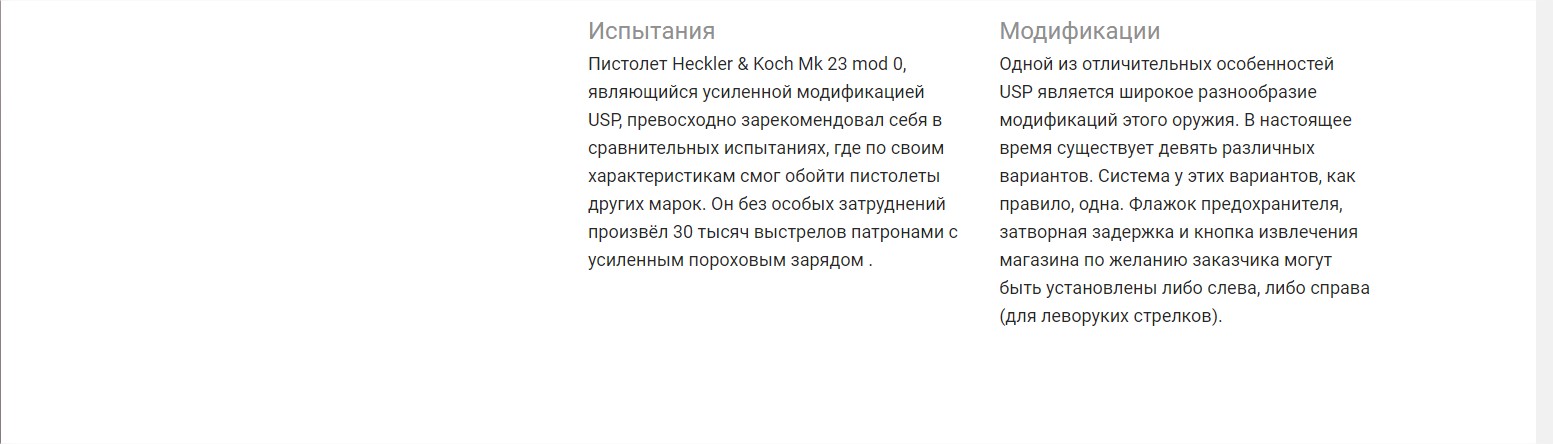 Испытания
Пистолет Heckler & Koch Mk 23 mod 0,
являющийся усиленной модификацией
USP, превосходно зарекомендовал себя в
сравнительных испытаниях, где по своим
характеристикам смог обойти пистолеты
других марок. Он без особых затруднений
произвёл 30 тысяч выстрелов патронами с
усиленным пороховым зарядом .
Модификации
Одной из отличительных особенностей
USP является широкое разнообразие
модификаций этого оружия. В настоящее
время существует девять различных
вариантов. Система у этих вариантов, как
правило, одна. Флажок предохранителя,
затворная задержка и кнопка извлечения
магазина по желанию заказчика могут
быть установлены либо слева, либо справа
(для леворуких стрелков).